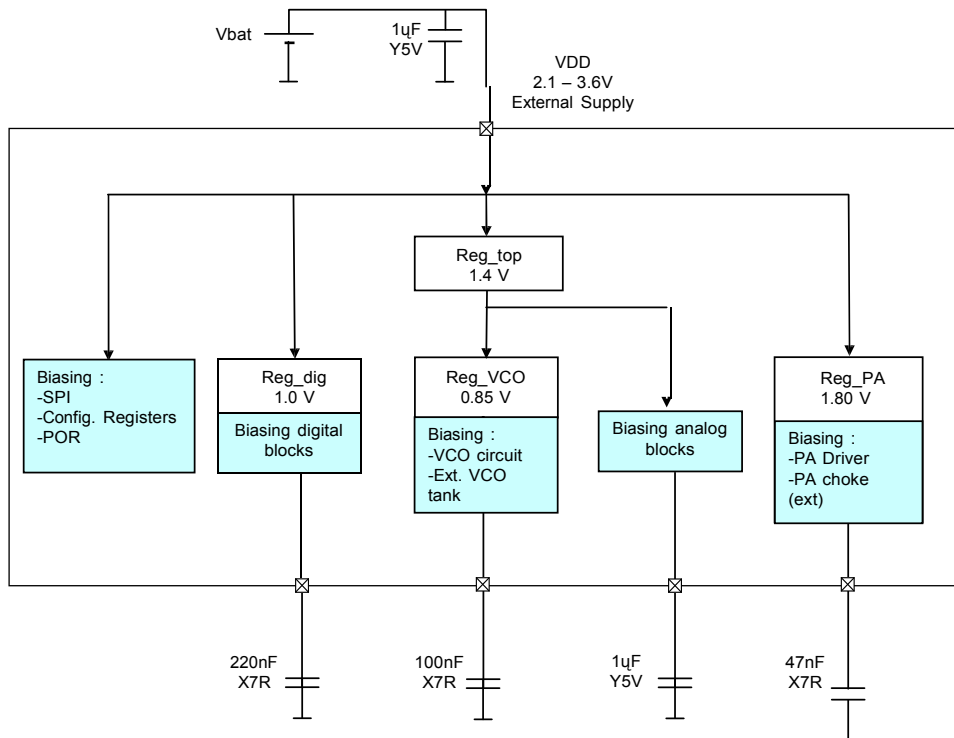 Vbat
1ųF
Y5V
VDD
2.1 – 3.6V
External Supply
Reg_top
1.4 V
Biasing :
-SPI
-Config. Registers
-POR
Reg_dig
1.0 V
Biasing digital
blocks
Reg_VCO
0.85 V
Biasing :
-VCO circuit
-Ext. VCO
tank
Biasing analog
blocks
Reg_PA
1.80 V
Biasing :
-PA Driver
-PA choke
(ext)
220nF
X7R
100nF
X7R
1ųF
Y5V
47nF
X7R